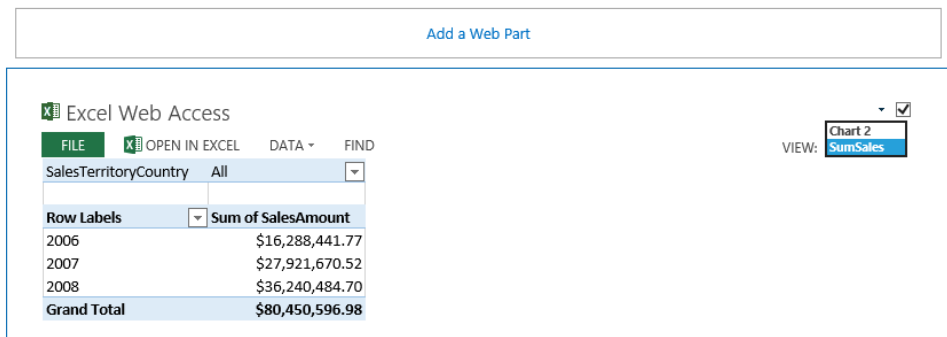 Add a Web Part
Excel Web Access
FILE OPEN IN EXCEL DATA FIND
VIEW: Chart 2
SumSales
SalesTerritoryCountry All
Row Labels Sum of SalesAmount
2006 $16,288,441.77
2007 $27,921,670.52
2008 $36,240,484.70
Grand Total $80,450,596.98